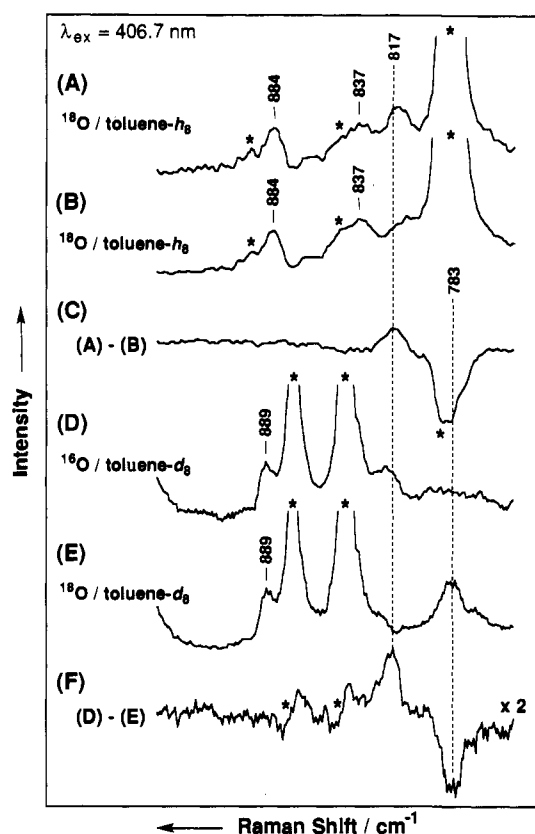 λex = 406.7 nm
*
817
(A)
884
837
18O / toluene-h8
*
*
*
(B)
884
837
18O / toluene-h8
*
*
783
(C)
(A) - (B)
*
*
*
(D)
889
16O / toluene-d8
*
*
(E)
889
18O / toluene-d8
(F)
*
*
x 2
(D) - (E)
Intensity
Raman Shift / cm-1